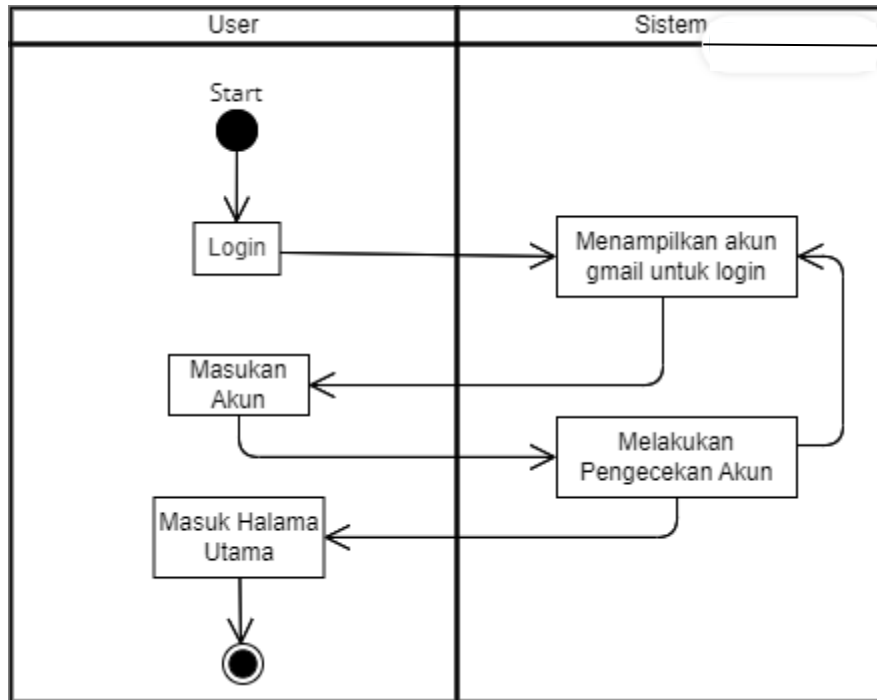 User
Sistem
Start
Login
Menampilkan akun
gmail untuk login
Masukan
Akun
Melakukan
Pengecekan Akun
Masuk Halama
Utama